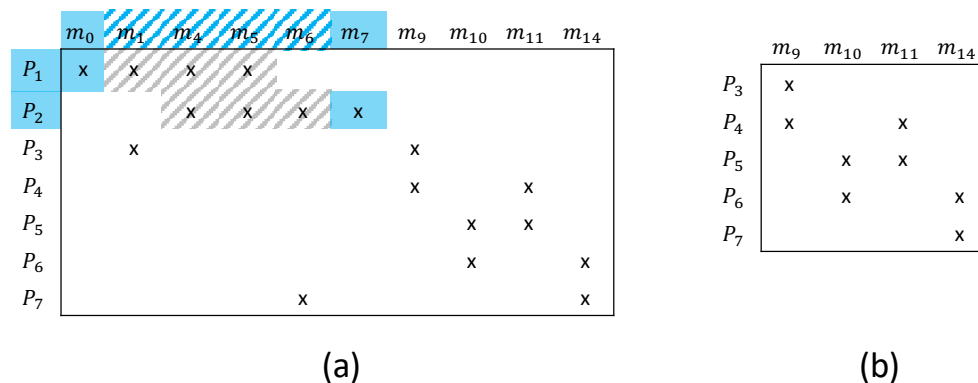 m₀ m₁ m₄ m₅ m₆ m₇ m₉ m₁₀ m₁₁ m₁₄
P₁ x x x x
P₂ x x x x
P₃ x x
P₄ x x
P₅ x x
P₆ x x
P₇ x x
(a)
m₉ m₁₀ m₁₁ m₁₄
P₃ x
P₄ x x
P₅ x x
P₆ x x
P₇ x
(b)